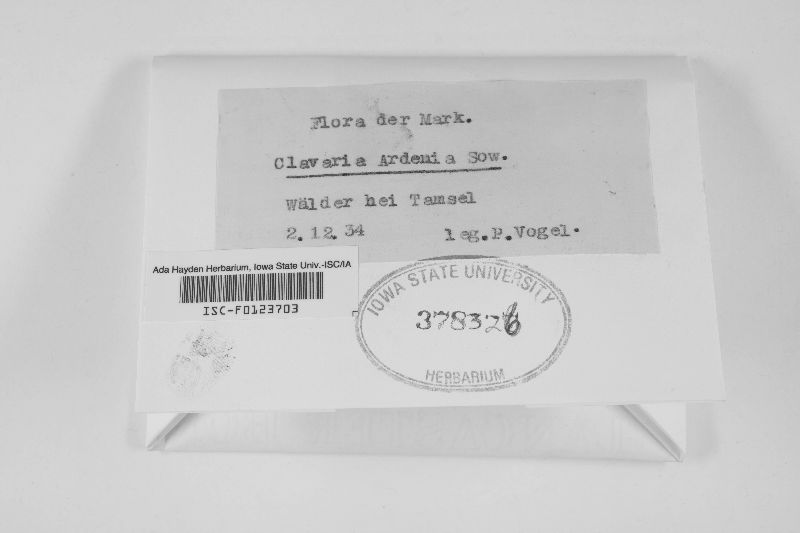 Flora der Mark.
Clavaria Ardenia Sow.
Wälder hei Tamsel
2.12.34 leg.P.Vogel.
Ada Hayden Herbarium, Iowa State Univ.-ISC/IA
ISC-F0123703
IOWA STATE UNIVERSITY
378326
HERBARIUM